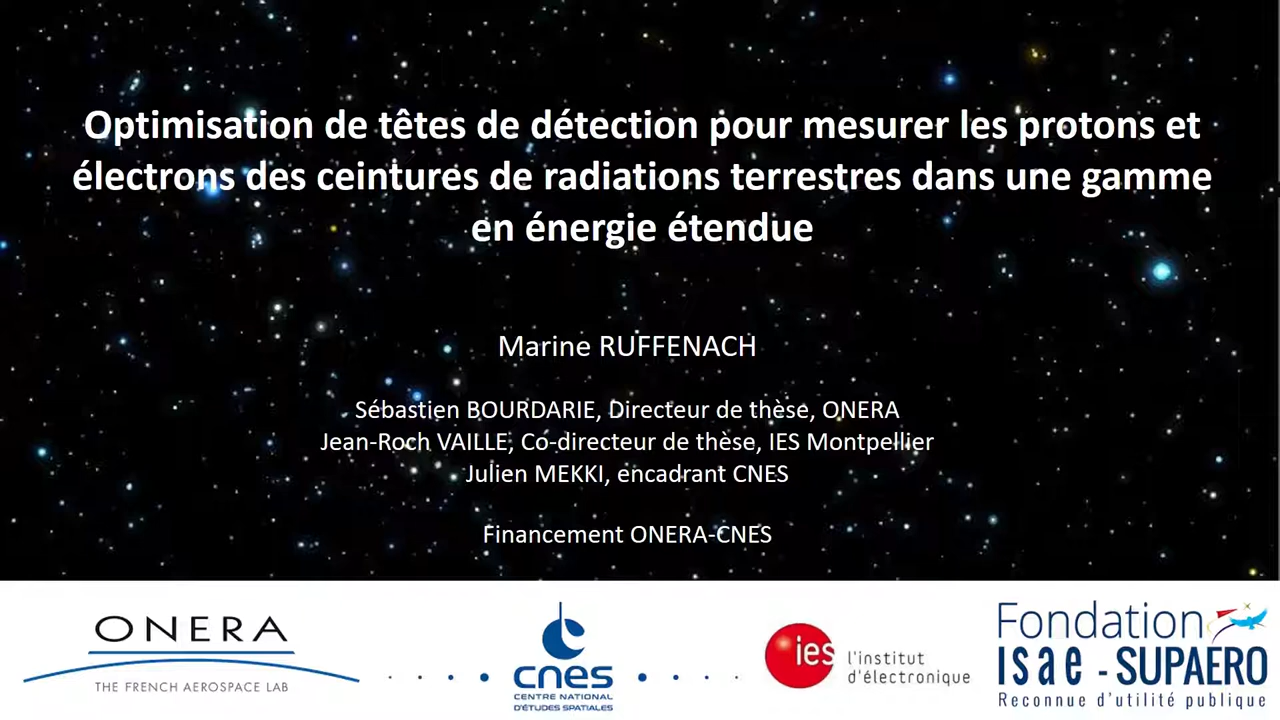 Optimisation de têtes de détection pour mesurer les protons et
électrons des ceintures de radiations terrestres dans une gamme
en énergie étendue
Marine RUFFENACH
Sébastien BOURDARIE, Directeur de thèse, ONERA
Jean-Roch VAILLE, Co-directeur de thèse, IES Montpellier
Julien MEKKI, encadrant CNES
Financement ONERA-CNES
ONERA
THE FRENCH AEROSPACE LAB
cnes
CENTRE NATIONAL
D'ÉTUDES SPATIALES
ies
l'institut
d'électronique
Fondation
isae - SUPAERO
Reconnue d'utilité publique